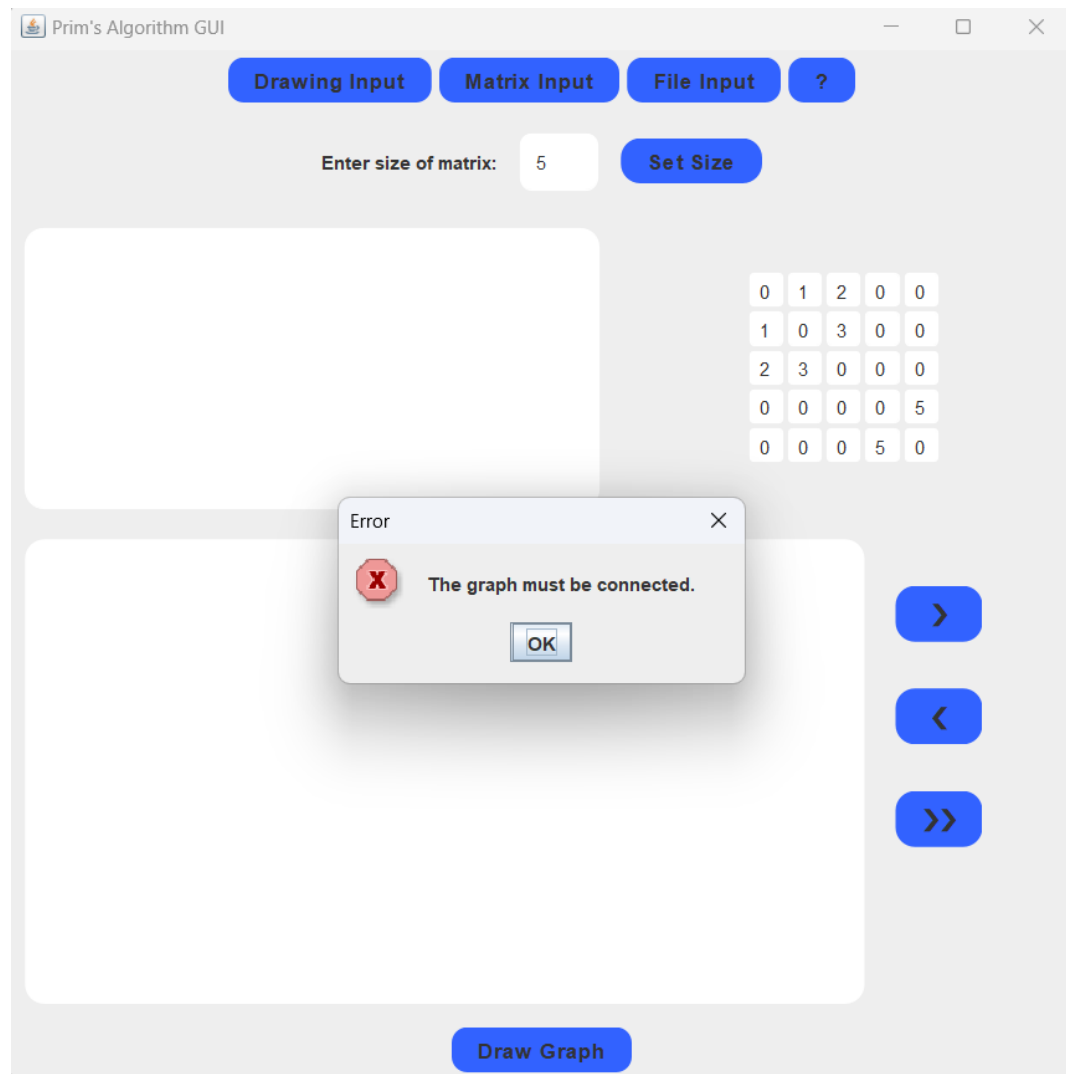 Prim's Algorithm GUI
Drawing Input Matrix Input File Input ?
Enter size of matrix: 5 Set Size
0 1 2 0 0
1 0 3 0 0
2 3 0 0 0
0 0 0 0 5
0 0 0 5 0
Error
X The graph must be connected.
OK
❯
❮
❯❯
Draw Graph